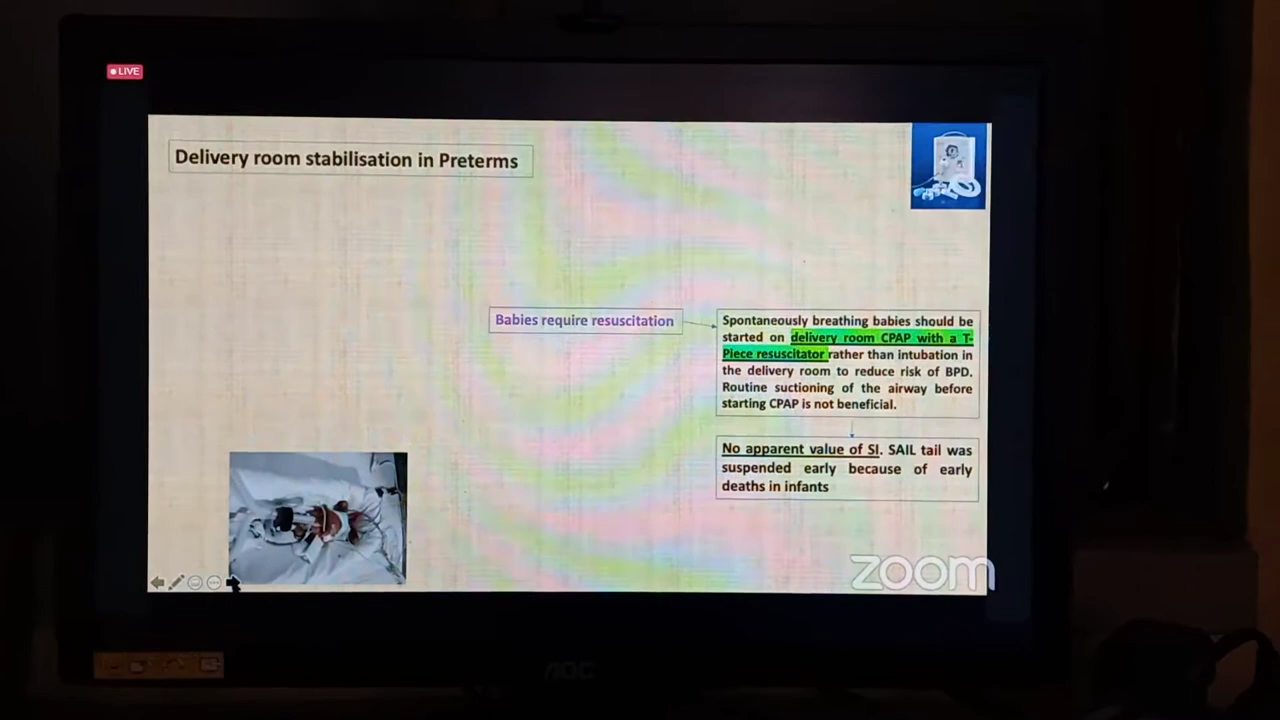 LIVE
Delivery room stabilisation in Preterms
Babies require resuscitation
Spontaneously breathing babies should be
started on delivery room CPAP with a T-
Piece resuscitator rather than intubation in
the delivery room to reduce risk of BPD.
Routine suctioning of the airway before
starting CPAP is not beneficial.
No apparent value of SI. SAIL tail was
suspended early because of early
deaths in infants
zoom
AOC